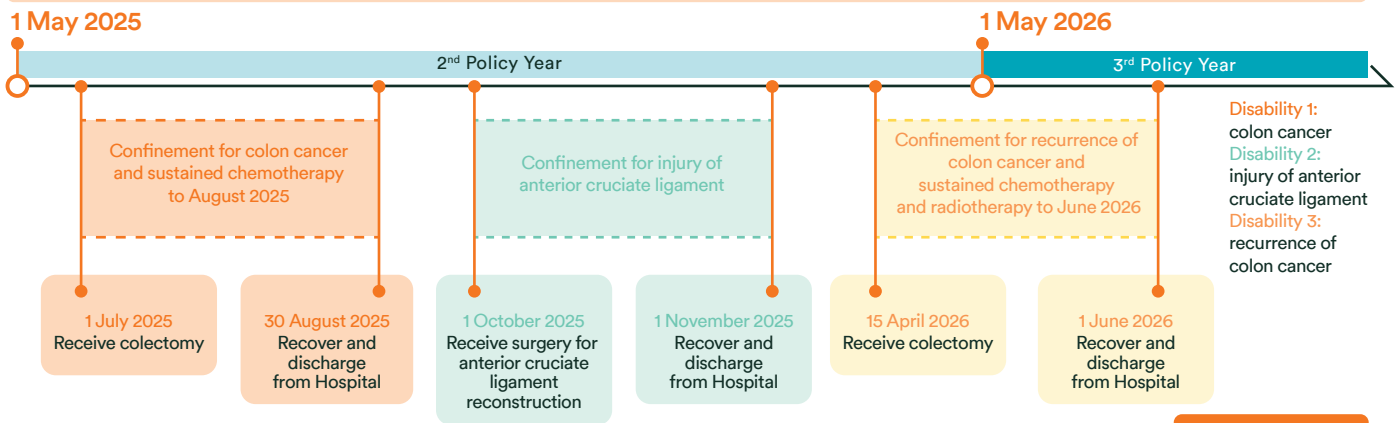 1 May 2025
1 May 2026
2nd Policy Year
3rd Policy Year
Confinement for colon cancer
and sustained chemotherapy
to August 2025
Confinement for injury of
anterior cruciate ligament
Confinement for recurrence of
colon cancer and
sustained chemotherapy
and radiotherapy to June 2026
Disability 1:
colon cancer
Disability 2:
injury of anterior
cruciate ligament
Disability 3:
recurrence of
colon cancer
1 July 2025
Receive colectomy
30 August 2025
Recover and
discharge
from Hospital
1 October 2025
Receive surgery for
anterior cruciate
ligament
reconstruction
1 November 2025
Recover and
discharge
from Hospital
15 April 2026
Receive colectomy
1 June 2026
Recover and
discharge
from Hospital